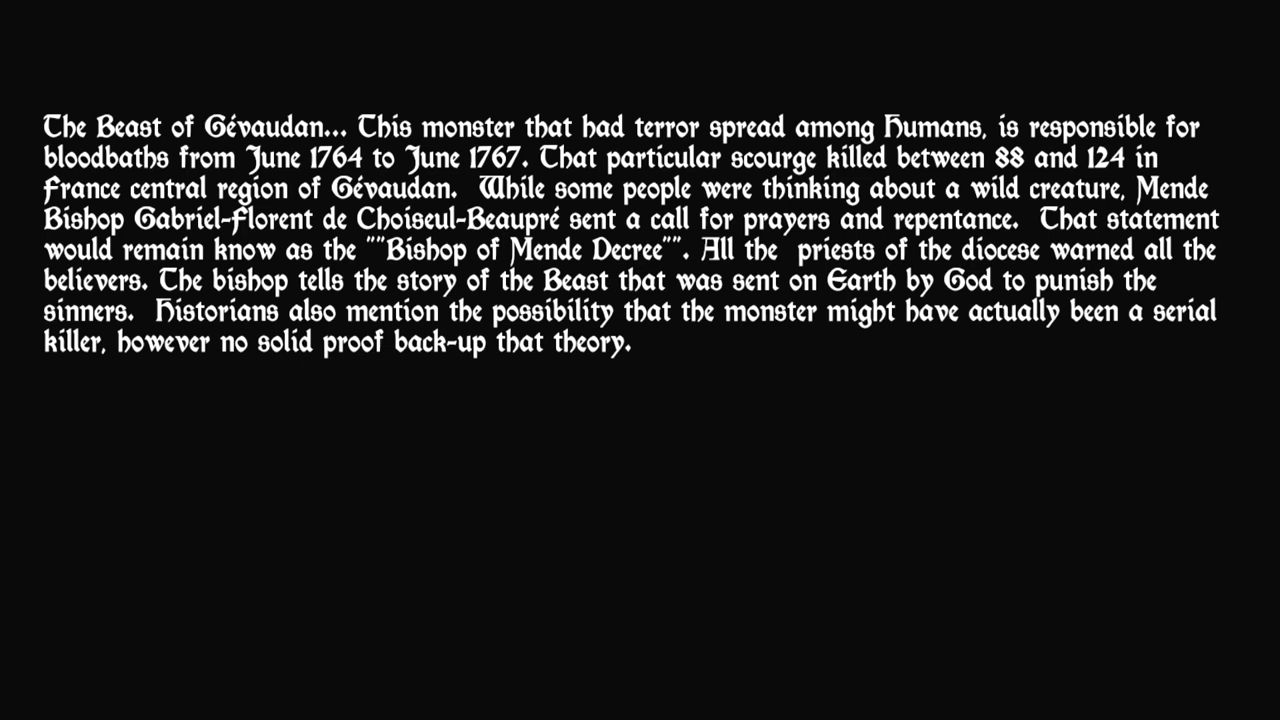 The Beast of Gévaudan... This monster that had terror spread among Humans, is responsible for
bloodbaths from June 1764 to June 1767. That particular scourge killed between 88 and 124 in
France central region of Gévaudan.  While some people were thinking about a wild creature, Mende
Bishop Gabriel-Florent de Choiseul-Beaupré sent a call for prayers and repentance.  That statement
would remain know as the ""Bishop of Mende Decree"". All the  priests of the diocese warned all the
believers. The bishop tells the story of the Beast that was sent on Earth by God to punish the
sinners.  Historians also mention the possibility that the monster might have actually been a serial
killer, however no solid proof back-up that theory.